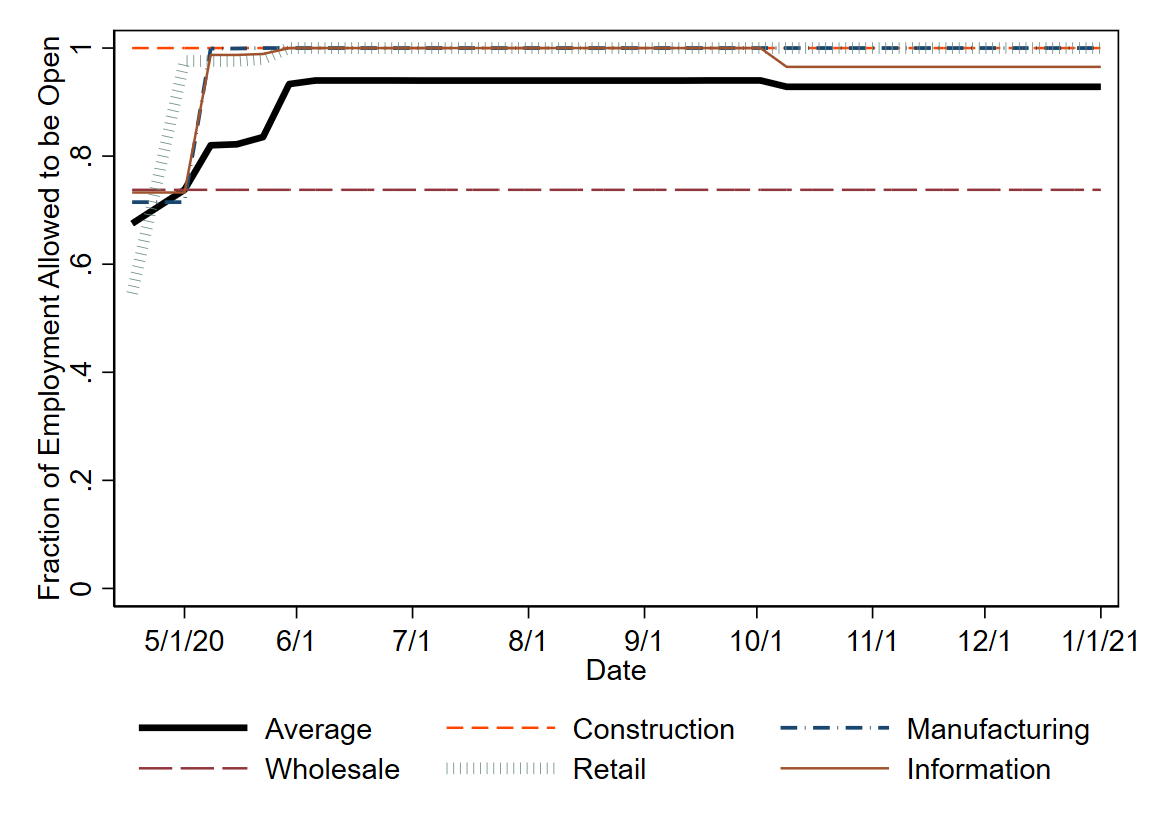 Fraction of Employment Allowed to be Open
1
.8
.6
.4
.2
0
5/1/20 6/1 7/1 8/1 9/1 10/1 11/1 12/1 1/1/21
Date
Average Construction Manufacturing
Wholesale Retail Information